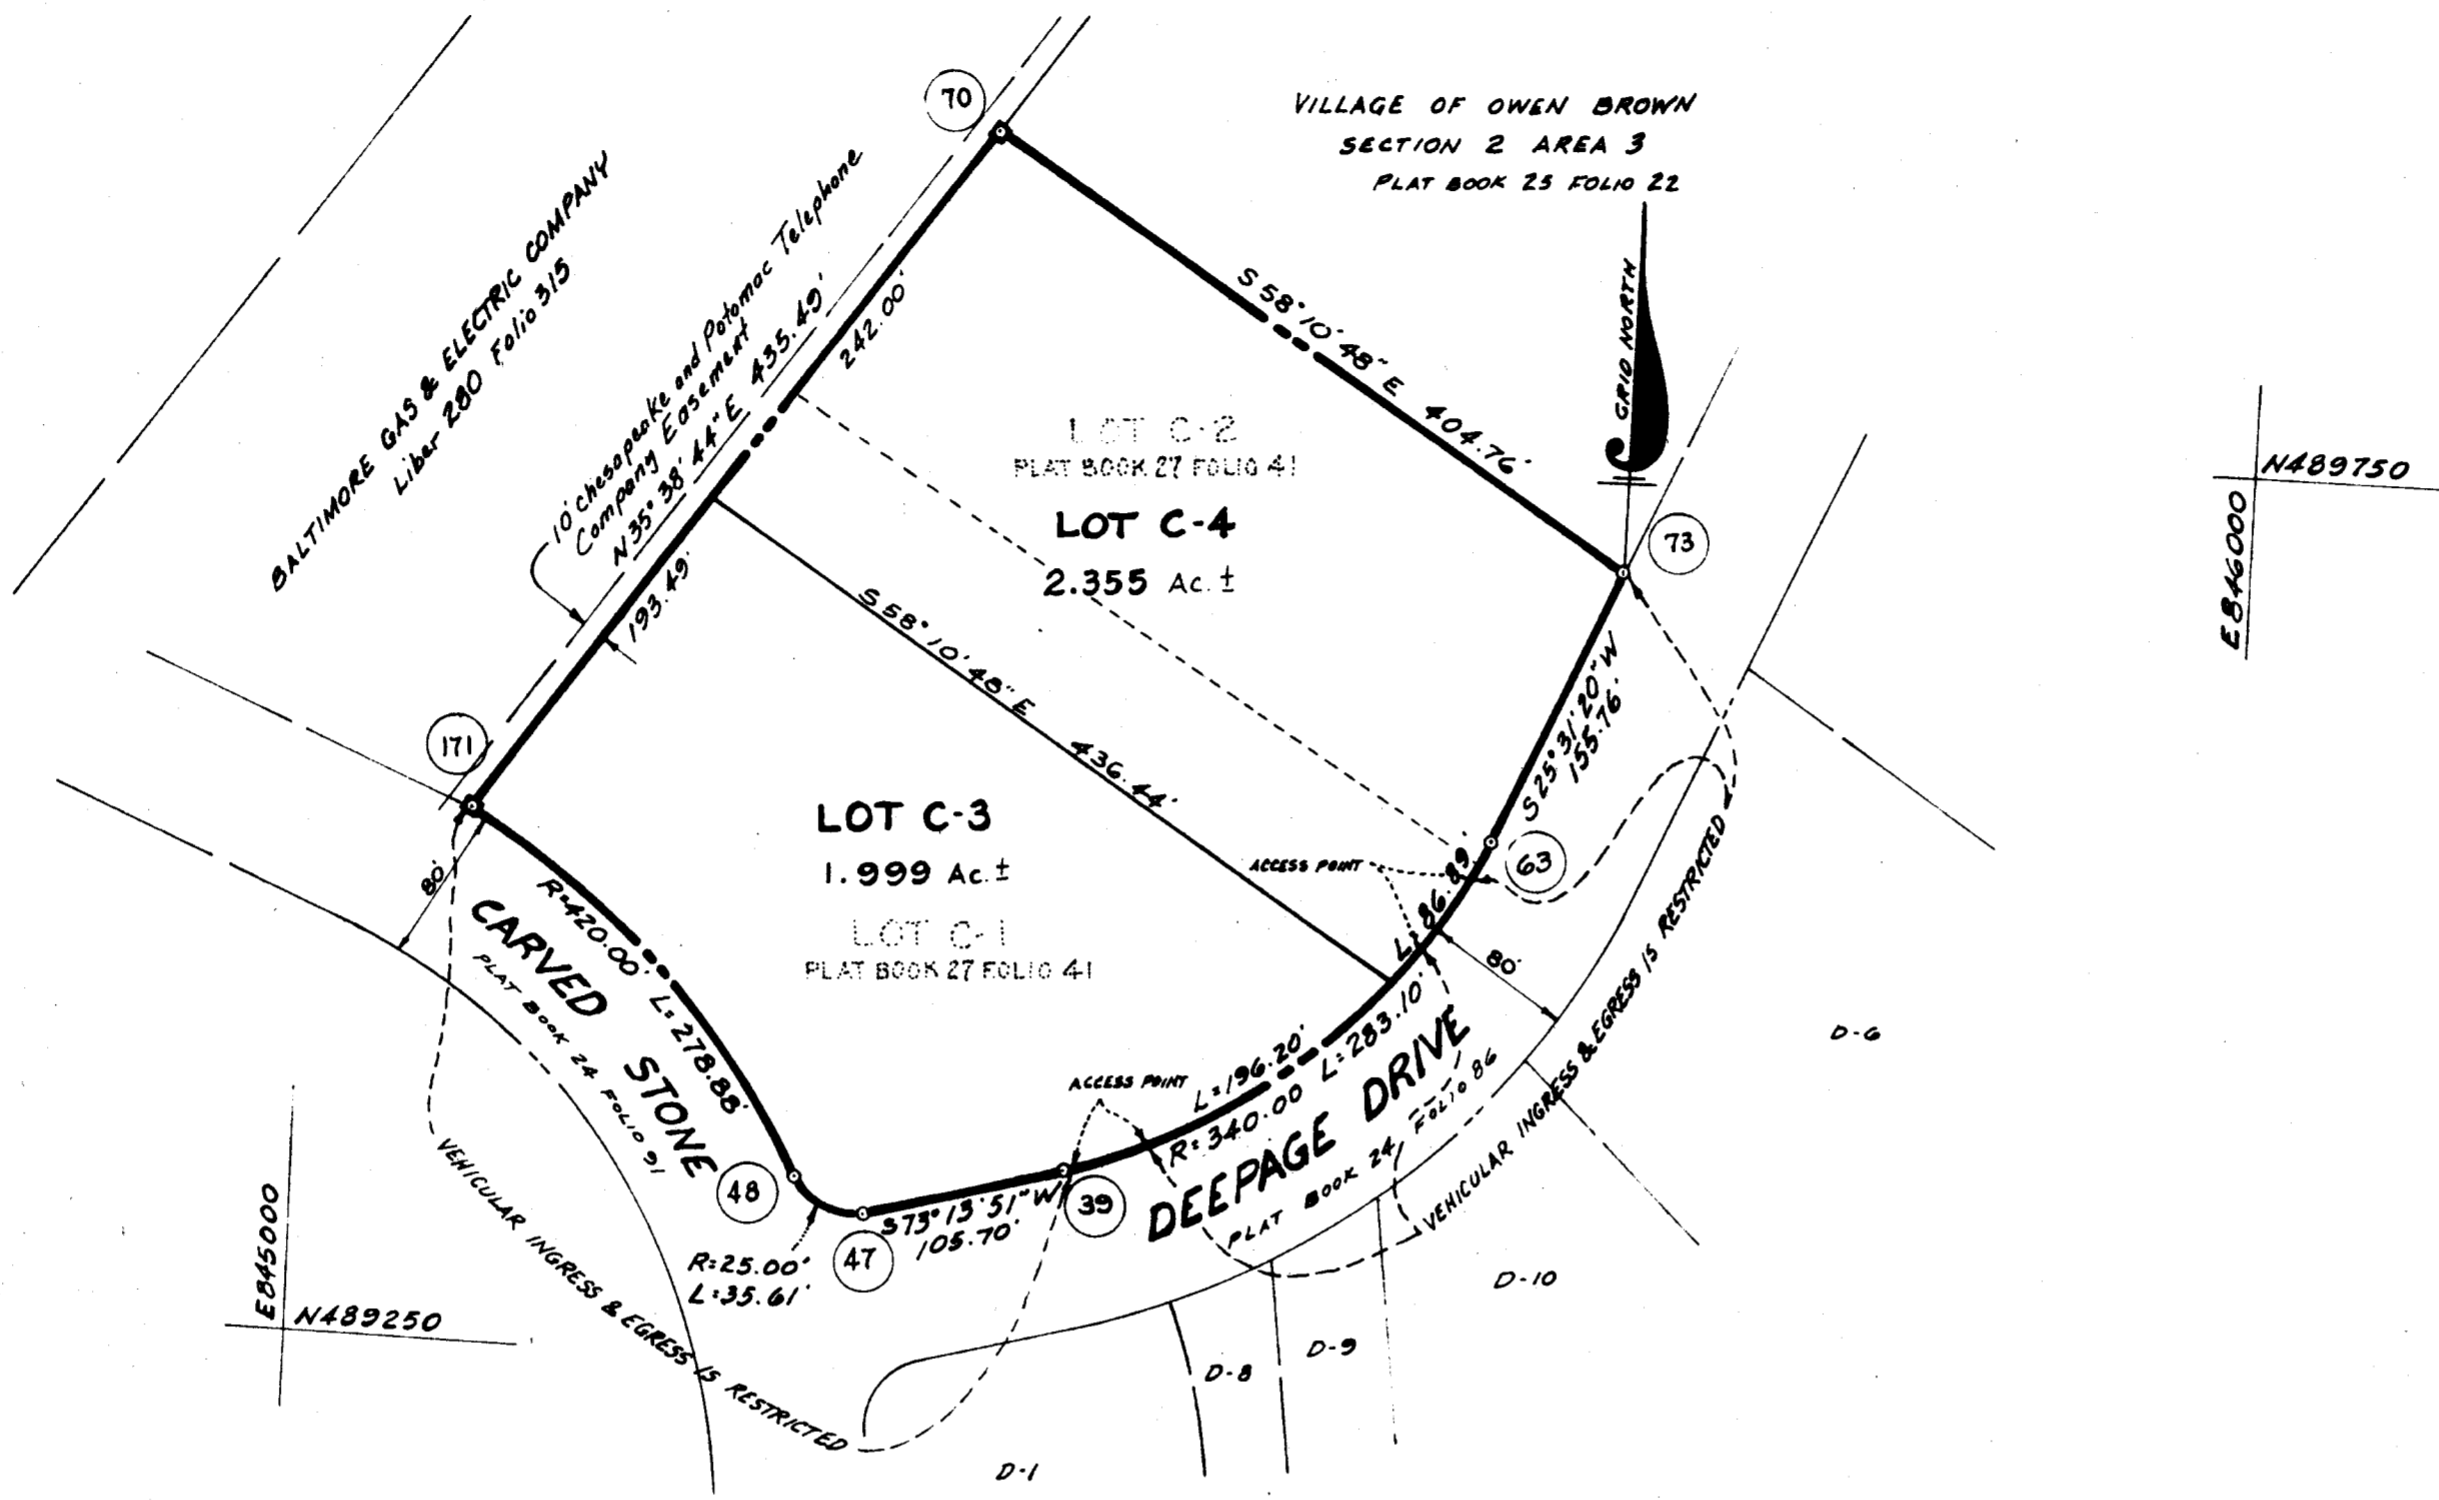 70
VILLAGE OF OWEN BROWN
SECTION 2 AREA 3
PLAT BOOK 25 FOLIO 22
BALTIMORE GAS & ELECTRIC COMPANY
Liber 280 Folio 315
10' Chesapeake and Potomac Telephone
Company Easement
N 35° 38' 44" E 435.49'
242.00'
193.49'
S 58° 10' 48" E 404.76'
GRID NORTH
N489750
E846000
73
LOT C-2
PLAT BOOK 27 FOLIO 41
LOT C-4
2.355 Ac. ±
S 58° 10' 48" E 436.44'
S 25° 31' 20" W
155.76'
171
80'
LOT C-3
1.999 Ac. ±
LOT C-1
PLAT BOOK 27 FOLIO 41
ACCESS POINT
63
L=86.89'
80'
R=420.00' L=278.88'
CARVED STONE
PLAT BOOK 24 FOLIO 91
ACCESS POINT
L=196.20'
R=340.00 L=283.10'
DEEPAGE DRIVE
PLAT BOOK 24, FOLIO 86
VEHICULAR INGRESS & EGRESS IS RESTRICTED
D-6
48
47
39
S73° 13' 51" W
105.70'
R=25.00'
L=35.61'
VEHICULAR INGRESS & EGRESS IS RESTRICTED
E845000
N489250
D-10
D-9
D-8
D-1